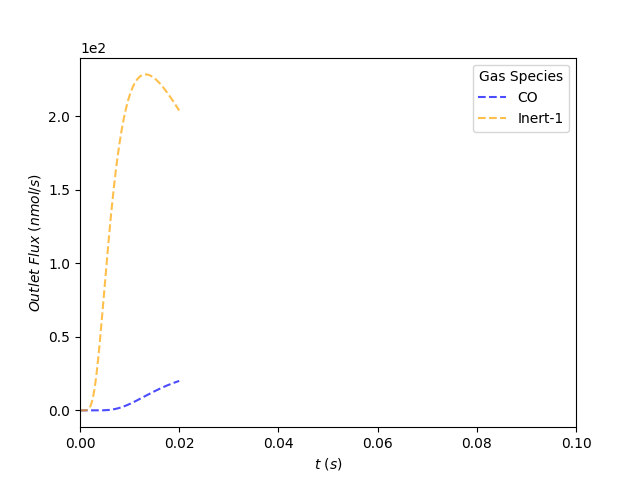 1e2
Gas Species
CO
Inert-1
2.0
1.5
1.0
0.5
0.0
Outlet Flux (nmol/s)
0.00 0.02 0.04 0.06 0.08 0.10
t (s)